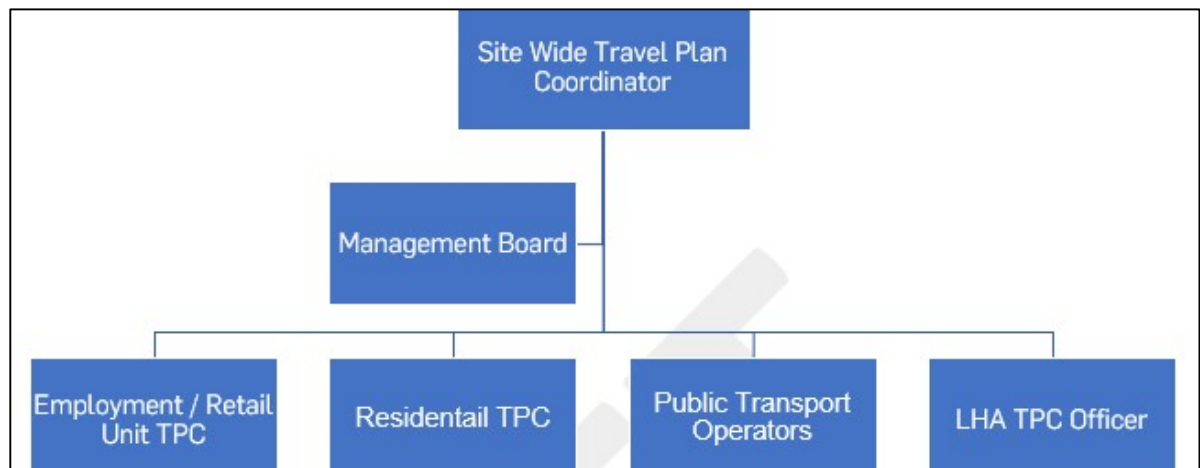 Site Wide Travel Plan
Coordinator
Management Board
Employment / Retail
Unit TPC
Residentail TPC
Public Transport
Operators
LHA TPC Officer